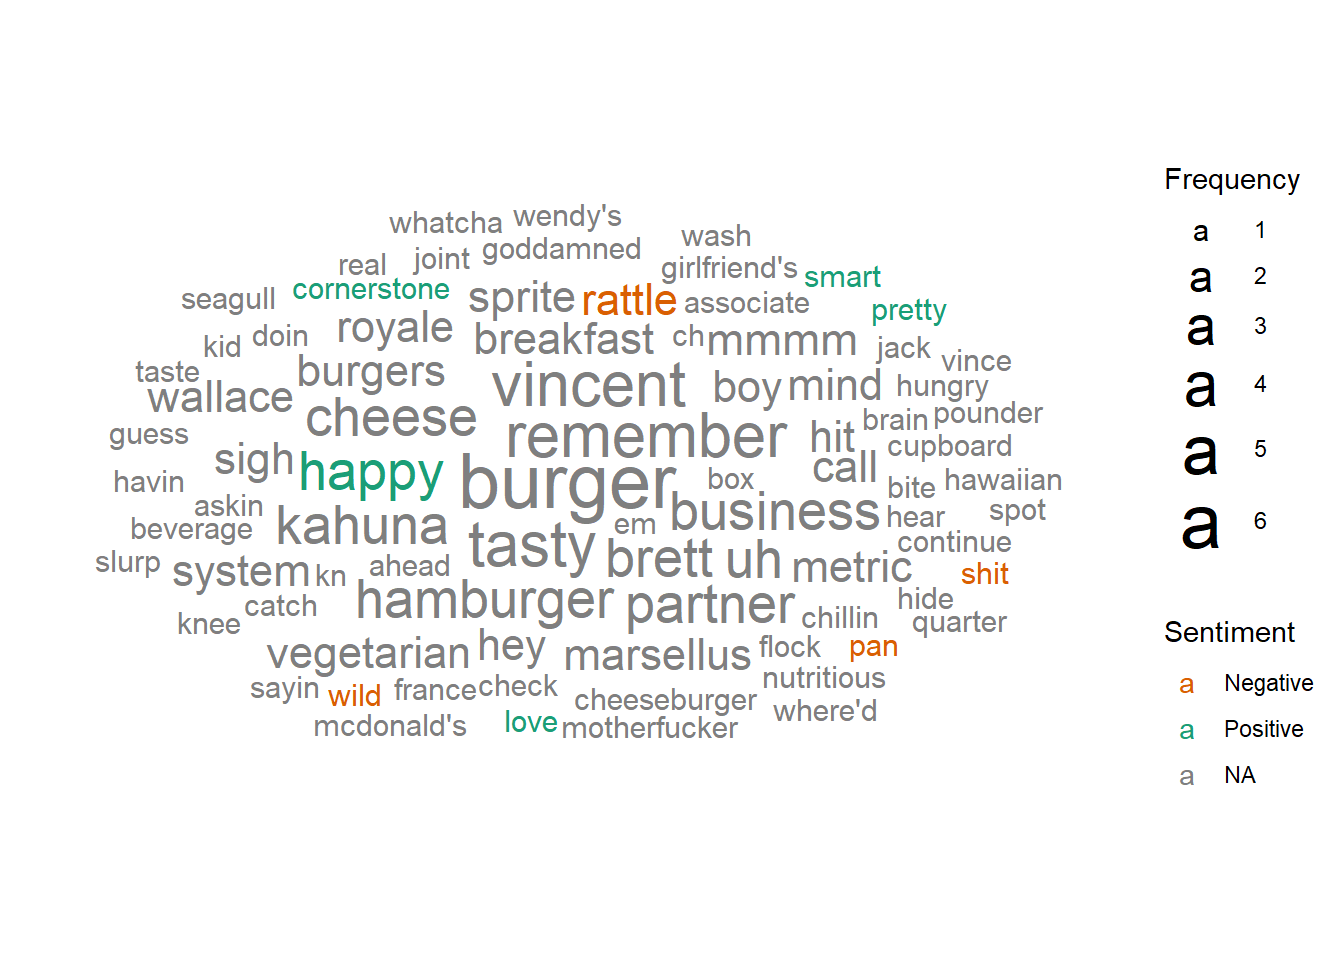 whatcha wendy's
goddamned wash
real joint girlfriend's smart
seagull cornerstone sprite rattle associate pretty
kid doin royale breakfast ch mmmm jack vince
taste burgers vincent boy mind hungry
wallace cheese remember hit brain pounder
guess sigh happy burger box call cupboard
havin bite hawaiian
askin kahuna em business hear spot
beverage tasty brett uh metric continue
slurp system kn ahead shit
catch hamburger partner chillin hide
knee quarter
vegetarian hey marsellus flock pan
sayin wild france check nutritious
mcdonald's love cheeseburger where'd
motherfucker
Frequency
a 1
a 2
a 3
a 4
a 5
a 6
Sentiment
a Negative
a Positive
a NA